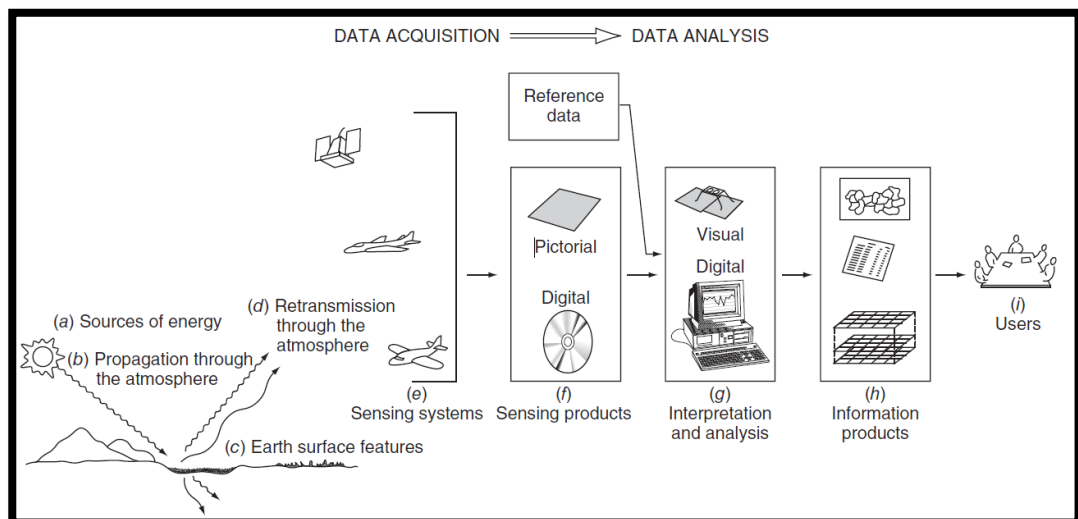 DATA ACQUISITION
DATA ANALYSIS
Reference
data
Pictorial
Digital
Visual
Digital
(a) Sources of energy
(b) Propagation through
the atmosphere
(c) Earth surface features
(d) Retransmission
through the
atmosphere
(e)
Sensing systems
(f)
Sensing products
(g)
Interpretation
and analysis
(h)
Information
products
(i)
Users